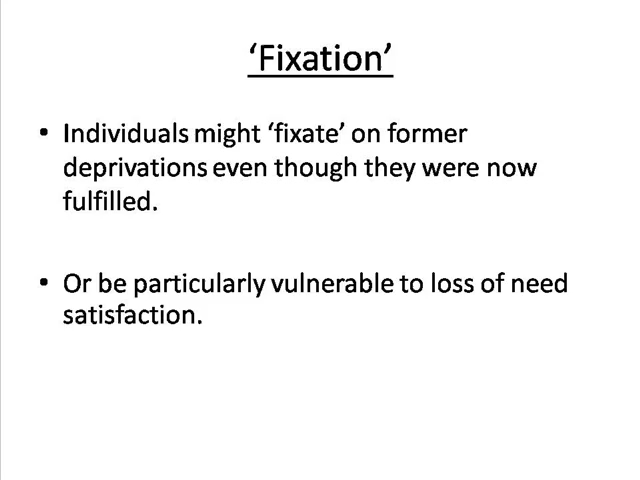 ‘Fixation’
• Individuals might ‘fixate’ on former
deprivations even though they were now
fulfilled.
• Or be particularly vulnerable to loss of need
satisfaction.